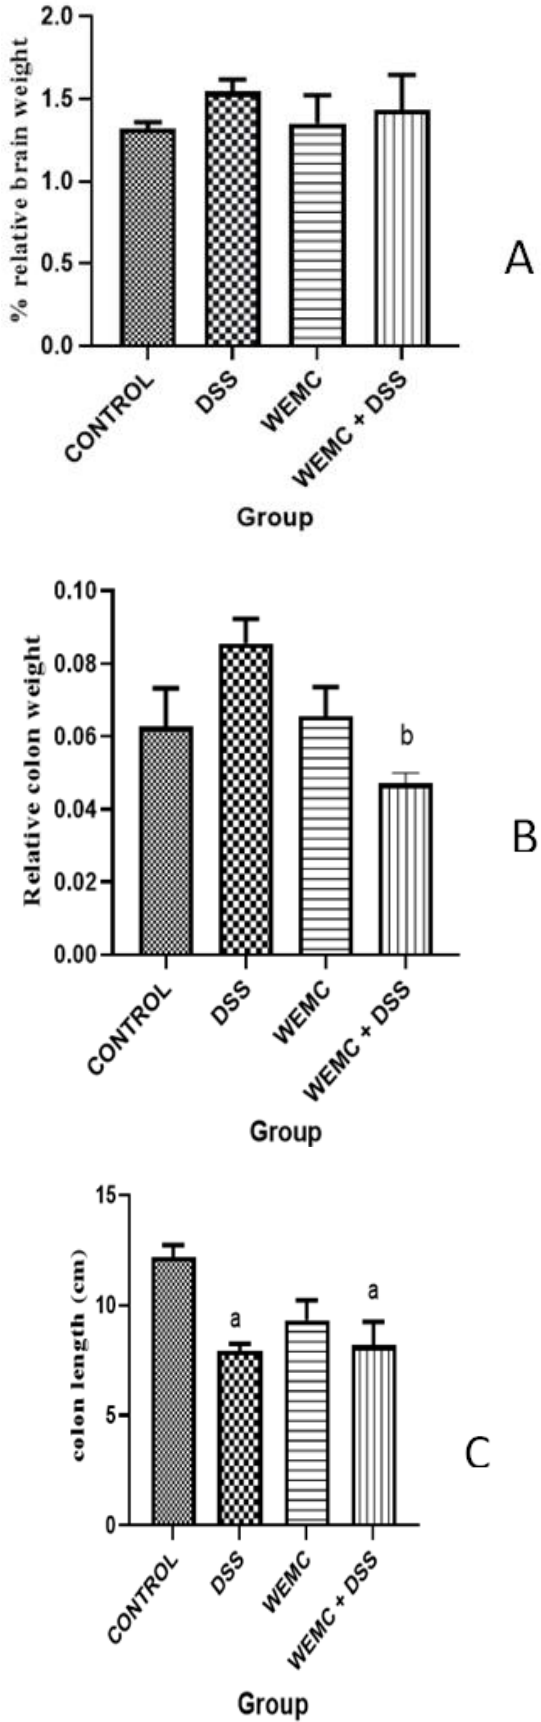 % relative brain weight
2.0
1.5
1.0
0.5
0.0
CONTROL
DSS
WEMC
WEMC + DSS
Group
A
Relative colon weight
0.10
0.08
0.06
0.04
0.02
0.00
b
CONTROL
DSS
WEMC
WEMC + DSS
Group
B
colon length (cm)
15
10
5
0
a
a
CONTROL
DSS
WEMC
WEMC + DSS
Group
C